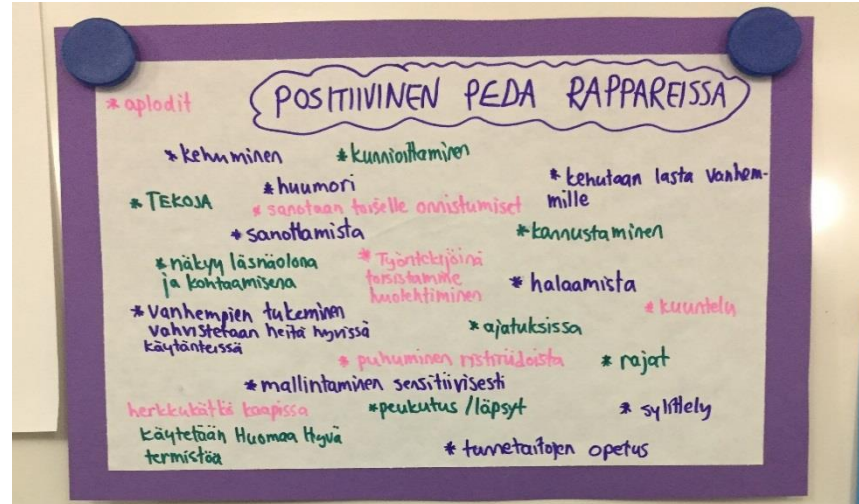 POSITIIVINEN PEDA RAPPAREISSA
* aplodit
* kehuminen
* kunnioittaminen
* huumori
* kehutaan lasta vanhem-
mille
* TEKOJA
* sanotaan toiselle onnistumiset
* sanottamista
* kannustaminen
* näkyy läsnäolona
ja kohtaamisena
* Työntekijöinä
toisistamme
huolehtiminen
* halaamista
* vanhempien tukeminen
vahvistetaan heitä hyvissä
käytänteissä
* kuuntelu
* ajatuksissa
* puhuminen ristiriidoista
* rajat
* mallintaminen sensitiivisesti
herkkukätkö kaapissa
* peukutus / läpsyt
* sylittely
käytetään Huomaa Hyvä
termistöä
* tunnetaitojen opetus